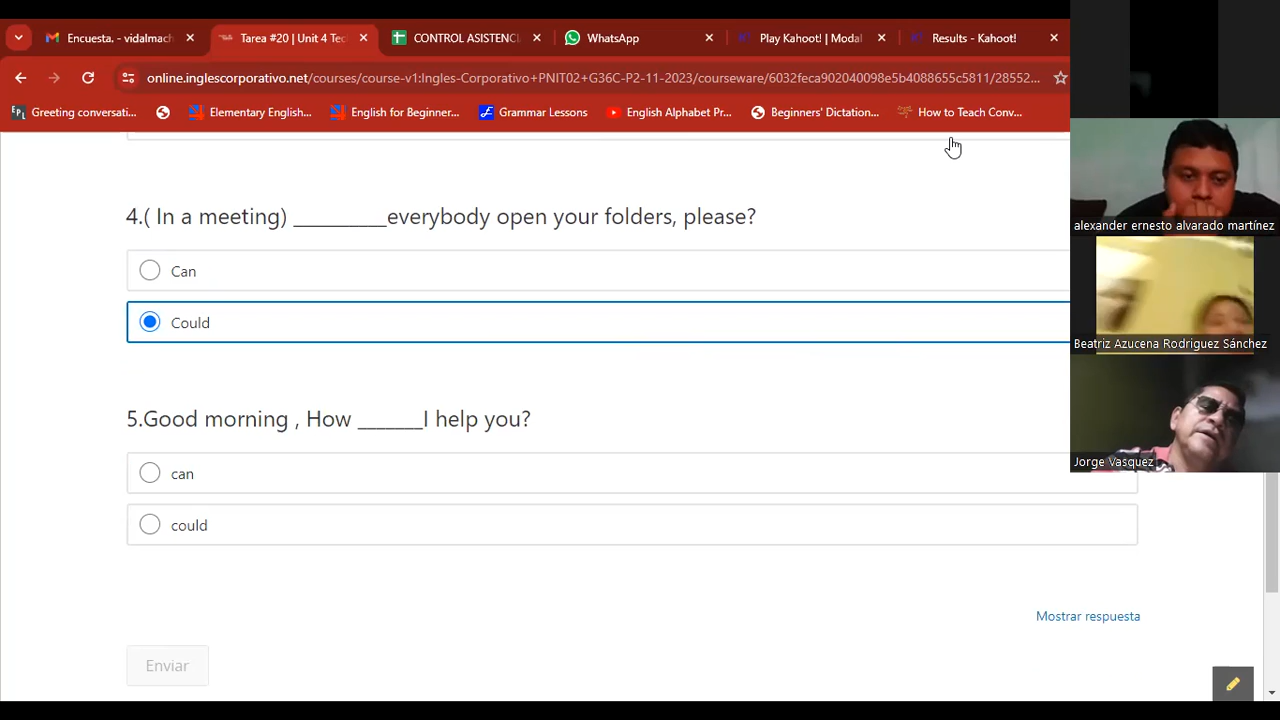 Encuesta. - vidalmach
Tarea #20 | Unit 4 Tec
CONTROL ASISTENCI
WhatsApp
Play Kahoot! | Modal
Results - Kahoot!
online.inglescorporativo.net/courses/course-v1:Ingles-Corporativo+PNIT02+G36C-P2-11-2023/courseware/6032feca902040098e5b4088655c5811/28552...
Greeting conversati...
Elementary English...
English for Beginner...
Grammar Lessons
English Alphabet Pr...
Beginners' Dictation...
How to Teach Conv...
4.( In a meeting) __________everybody open your folders, please?
Can
Could
5.Good morning , How _______I help you?
can
could
Mostrar respuesta
Enviar
alexander ernesto alvarado martínez
Beatriz Azucena Rodriguez Sánchez
Jorge Vasquez